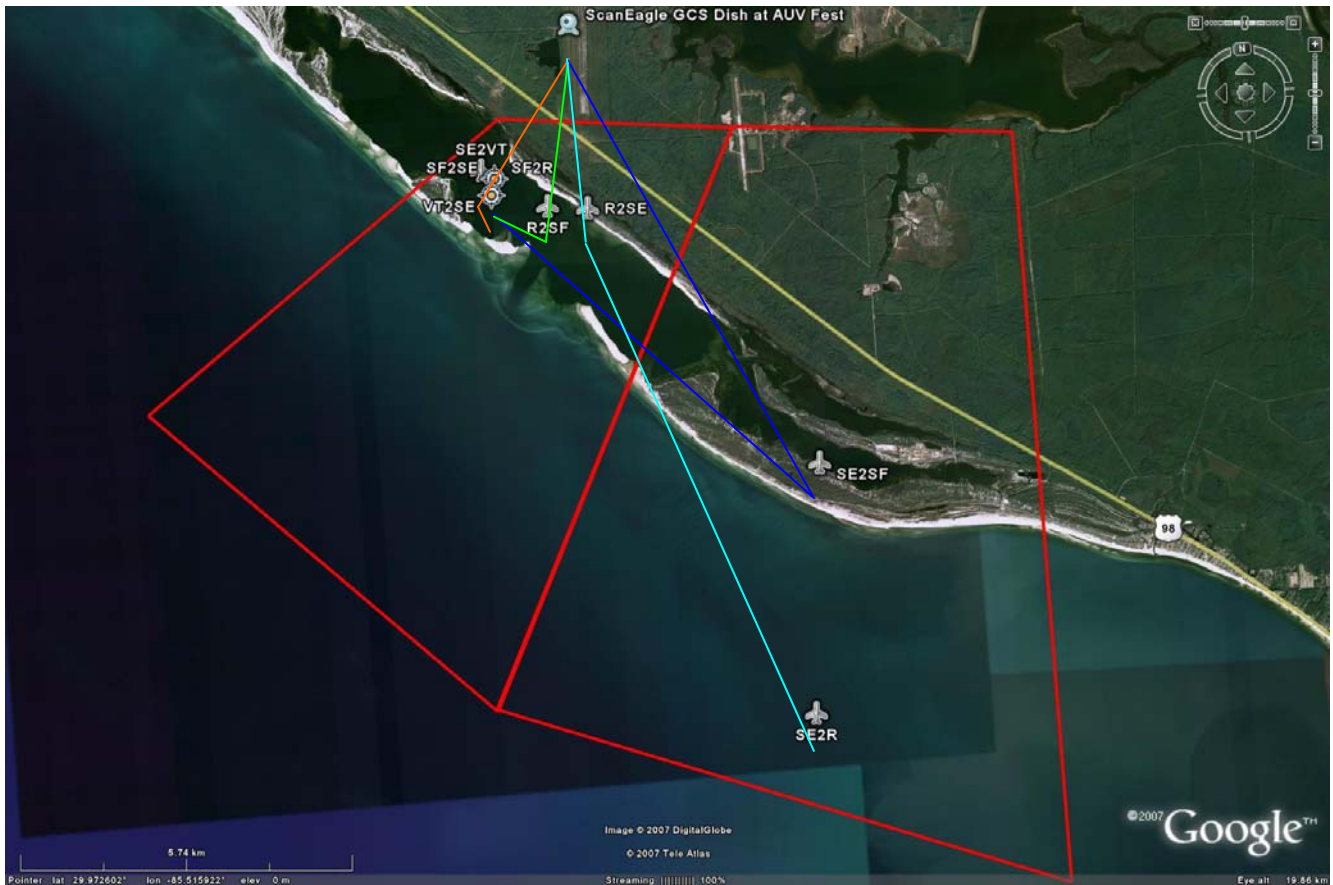 ScanEagle GCS Dish at AUV Fest
N
SE2VT
SF2SE
SF2R
VT2SE
R2SF
R2SE
SE2SF
98
SE2R
©2007 Google™
Image © 2007 DigitalGlobe
© 2007 Tele Atlas
5.74 km
Pointer lat 29.972602° lon -85.515922° elev 0 m
Streaming |||||||||| 100%
Eye alt 19.86 km